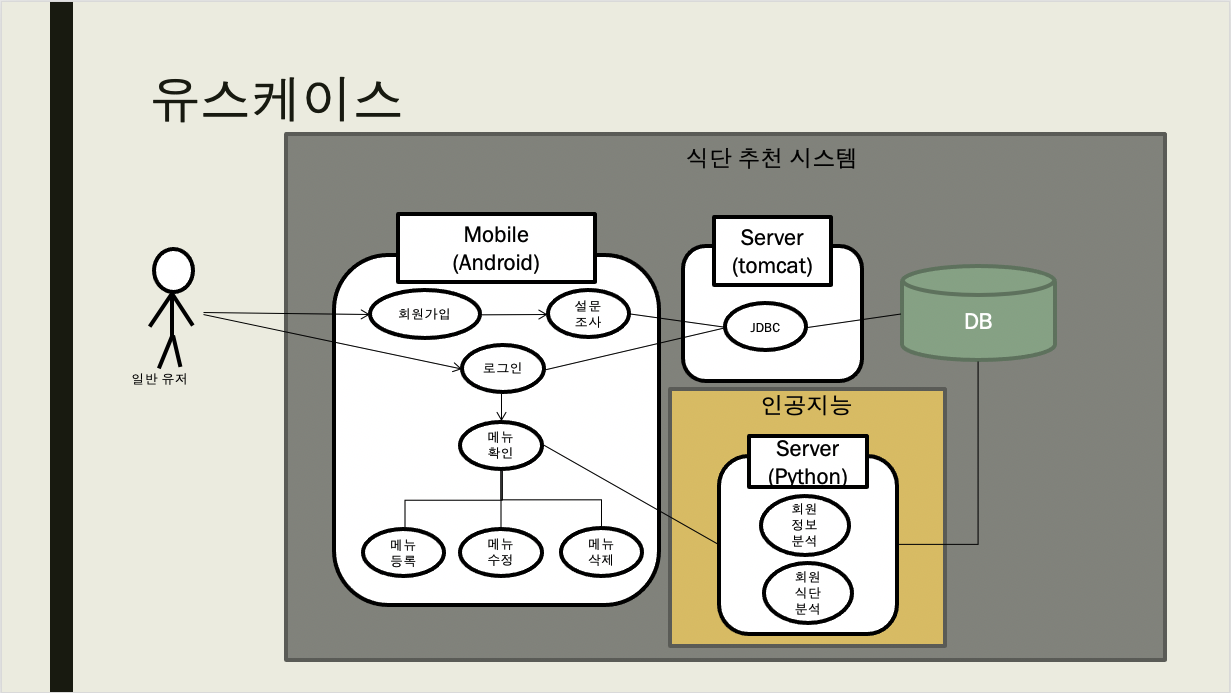 유스케이스
식단 추천 시스템
일반 유저
Mobile
(Android)
회원가입
설문
조사
로그인
메뉴
확인
메뉴
등록
메뉴
수정
메뉴
삭제
Server
(tomcat)
JDBC
DB
인공지능
Server
(Python)
회원
정보
분석
회원
식단
분석